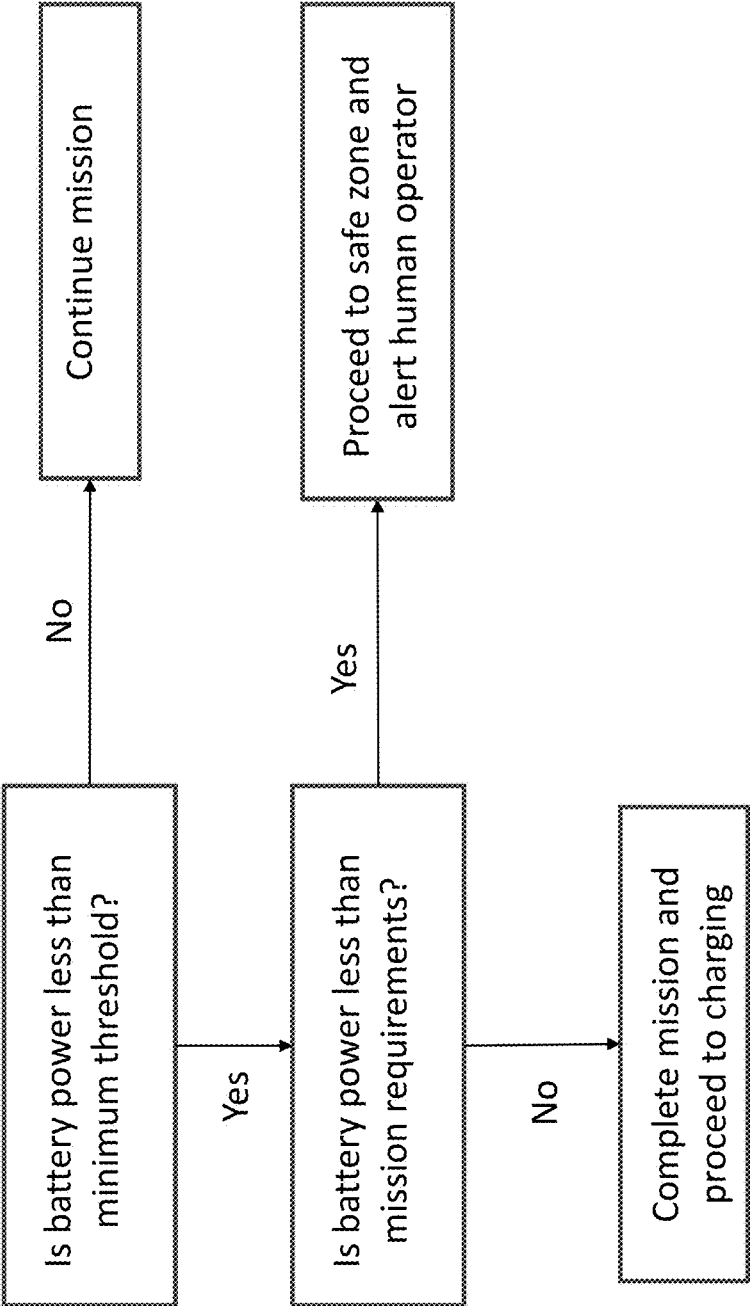 Is battery power less than
minimum threshold?
No
Continue mission
Yes
Is battery power less than
mission requirements?
Yes
Proceed to safe zone and
alert human operator
No
Complete mission and
proceed to charging